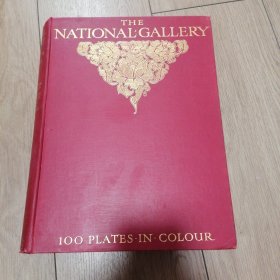 THE
NATIONAL·GALLERY
100 PLATES·IN·COLOUR